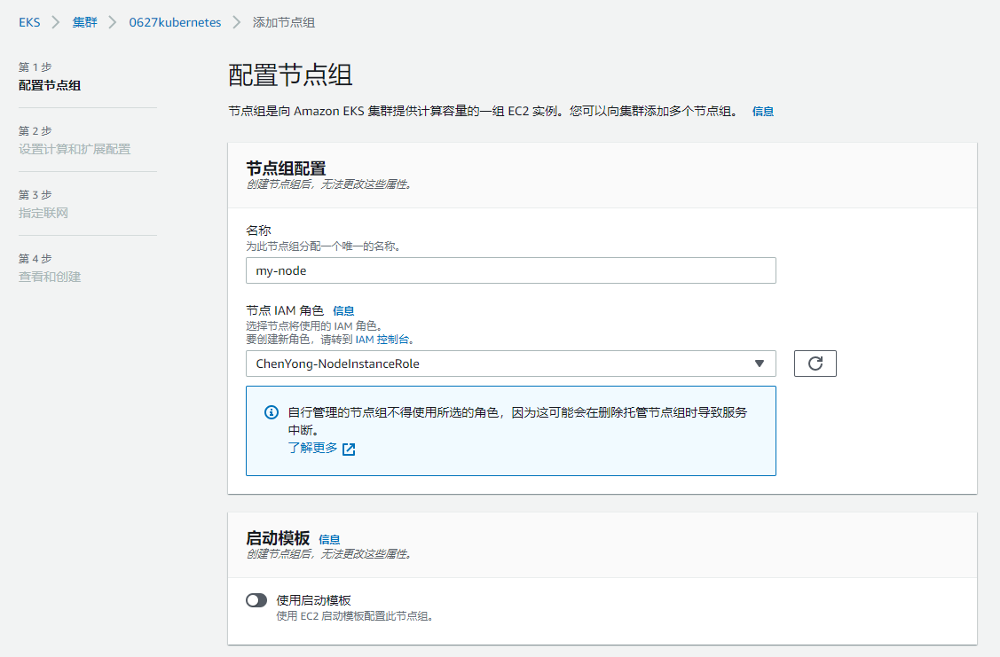 EKS 集群 0627kubernetes 添加节点组
第 1 步
配置节点组
第 2 步
设置计算和扩展配置
第 3 步
指定联网
第 4 步
查看和创建
配置节点组
节点组是向 Amazon EKS 集群提供计算容量的一组 EC2 实例。您可以向集群添加多个节点组。 信息
节点组配置
创建节点组后，无法更改这些属性。
名称
为此节点组分配一个唯一的名称。
my-node
节点 IAM 角色 信息
选择节点将使用的 IAM 角色。
要创建新角色，请转到 IAM 控制台。
ChenYong-NodeInstanceRole
自行管理的节点组不得使用所选的角色，因为这可能会在删除托管节点组时导致服务
中断。
了解更多
启动模板 信息
创建节点组后，无法更改这些属性。
使用启动模板
使用 EC2 启动模板配置此节点组。